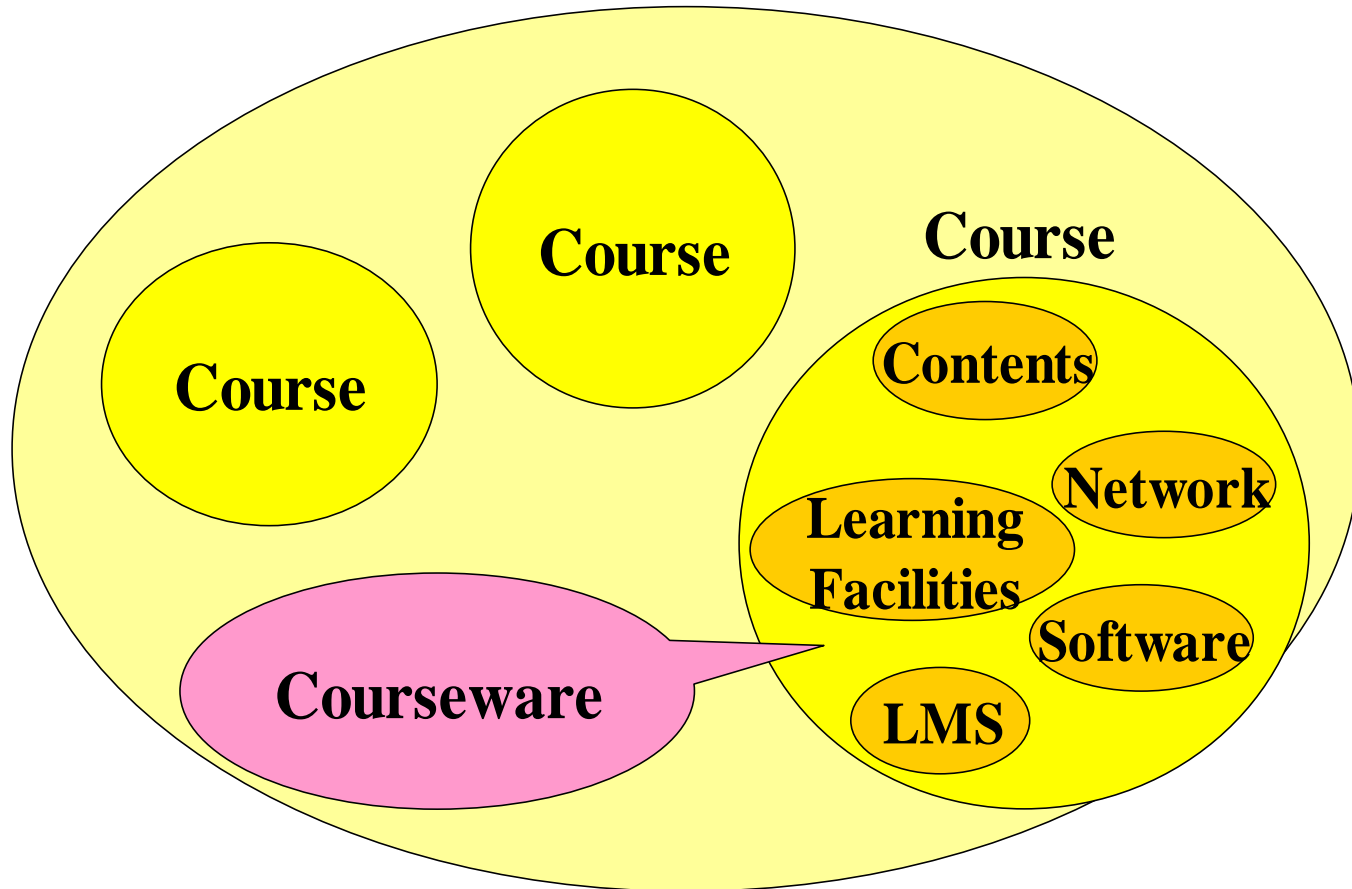 Course
Course
Course
Contents
Network
Learning
Facilities
Software
LMS
Courseware